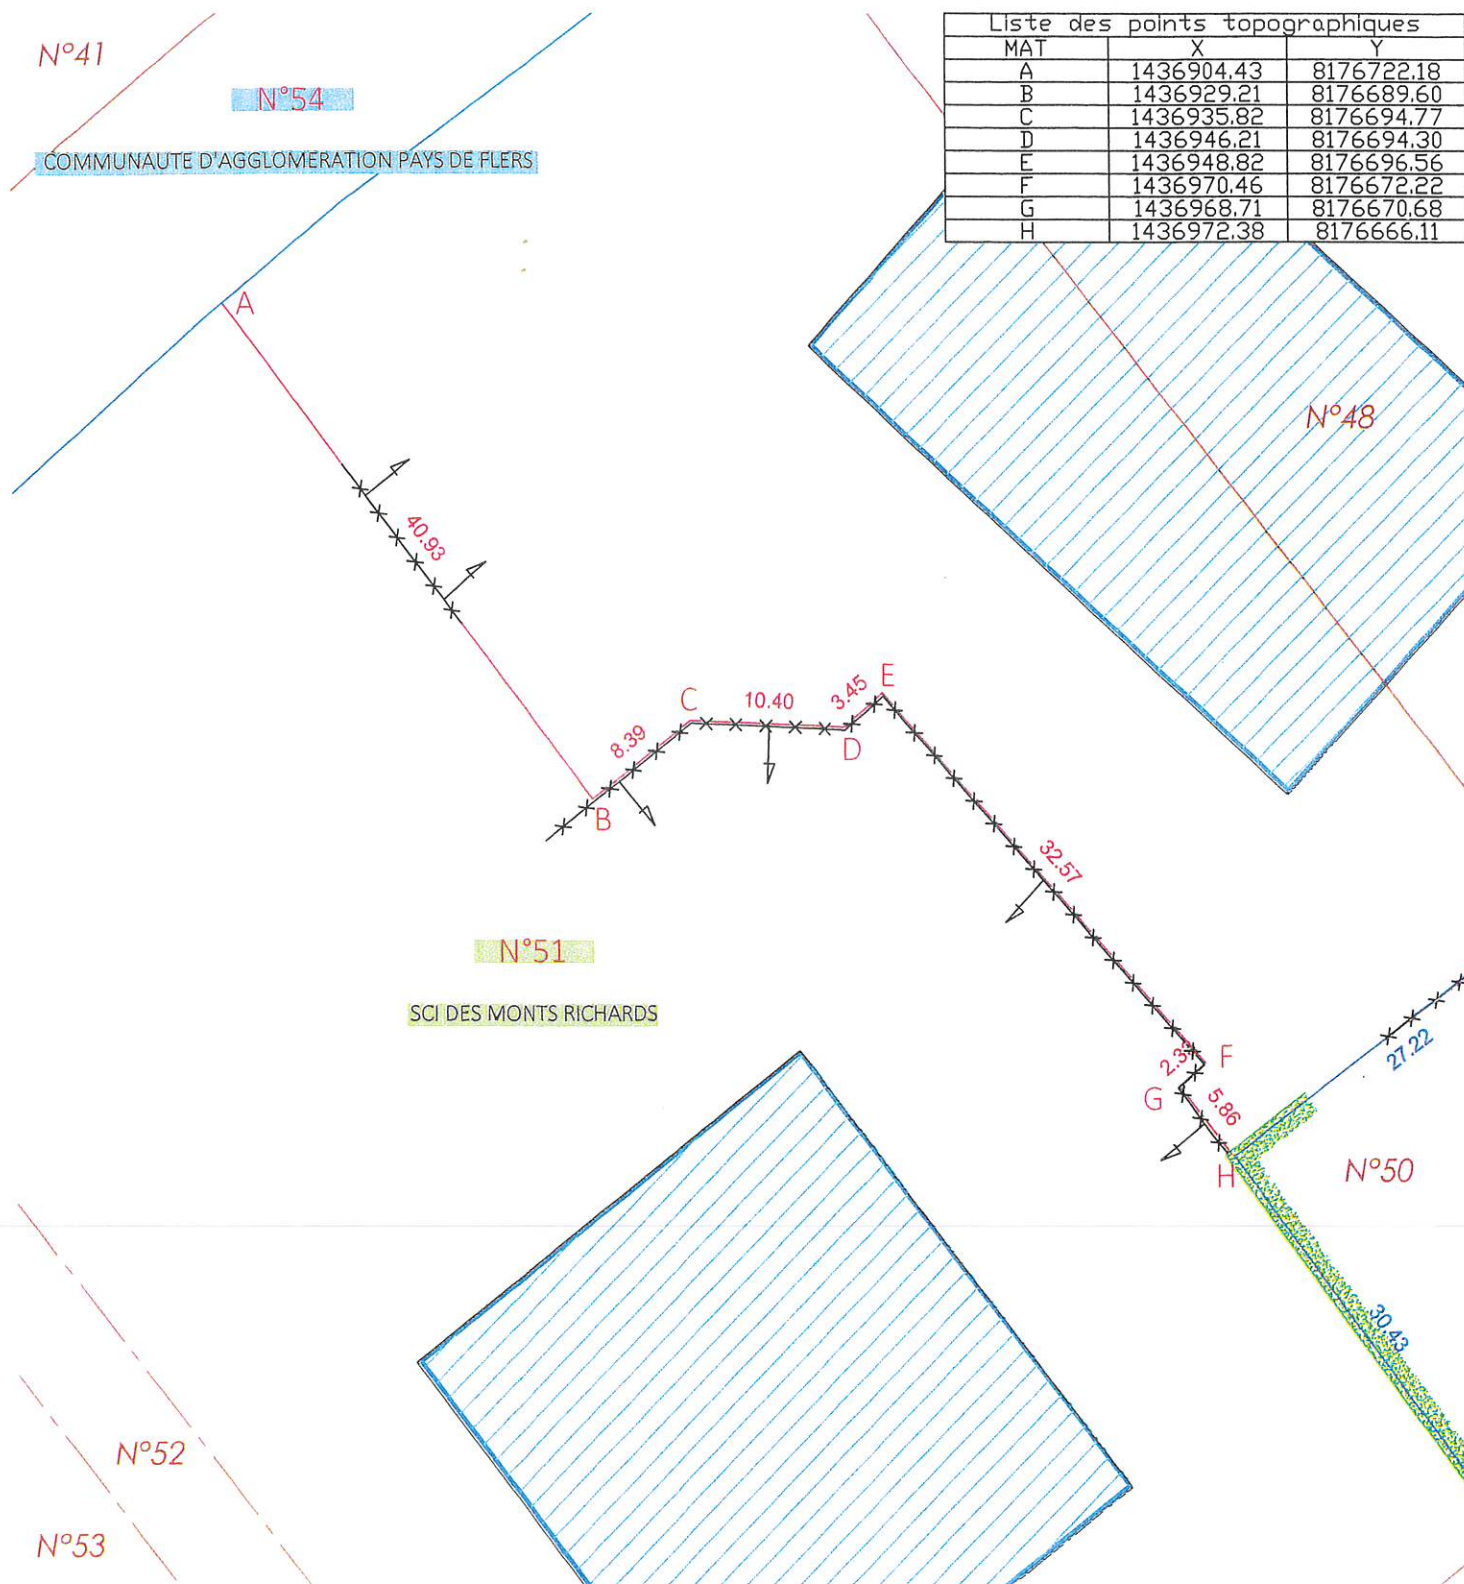 Liste des points topographiques
MAT X Y
A 1436904.43 8176722.18
B 1436929.21 8176689.60
C 1436935.82 8176694.77
D 1436946.21 8176694.30
E 1436948.82 8176696.56
F 1436970.46 8176672.22
G 1436968.71 8176670.68
H 1436972.38 8176666.11
N°41
N°54
COMMUNAUTE D'AGGLOMERATION PAYS DE FLERS
A
N°48
40.93
E
3.45
C
10.40
8.39
D
B
32.57
N°51
SCI DES MONTS RICHARDS
27.22
F
G
5.86
H
N°50
30.43
N°52
N°53